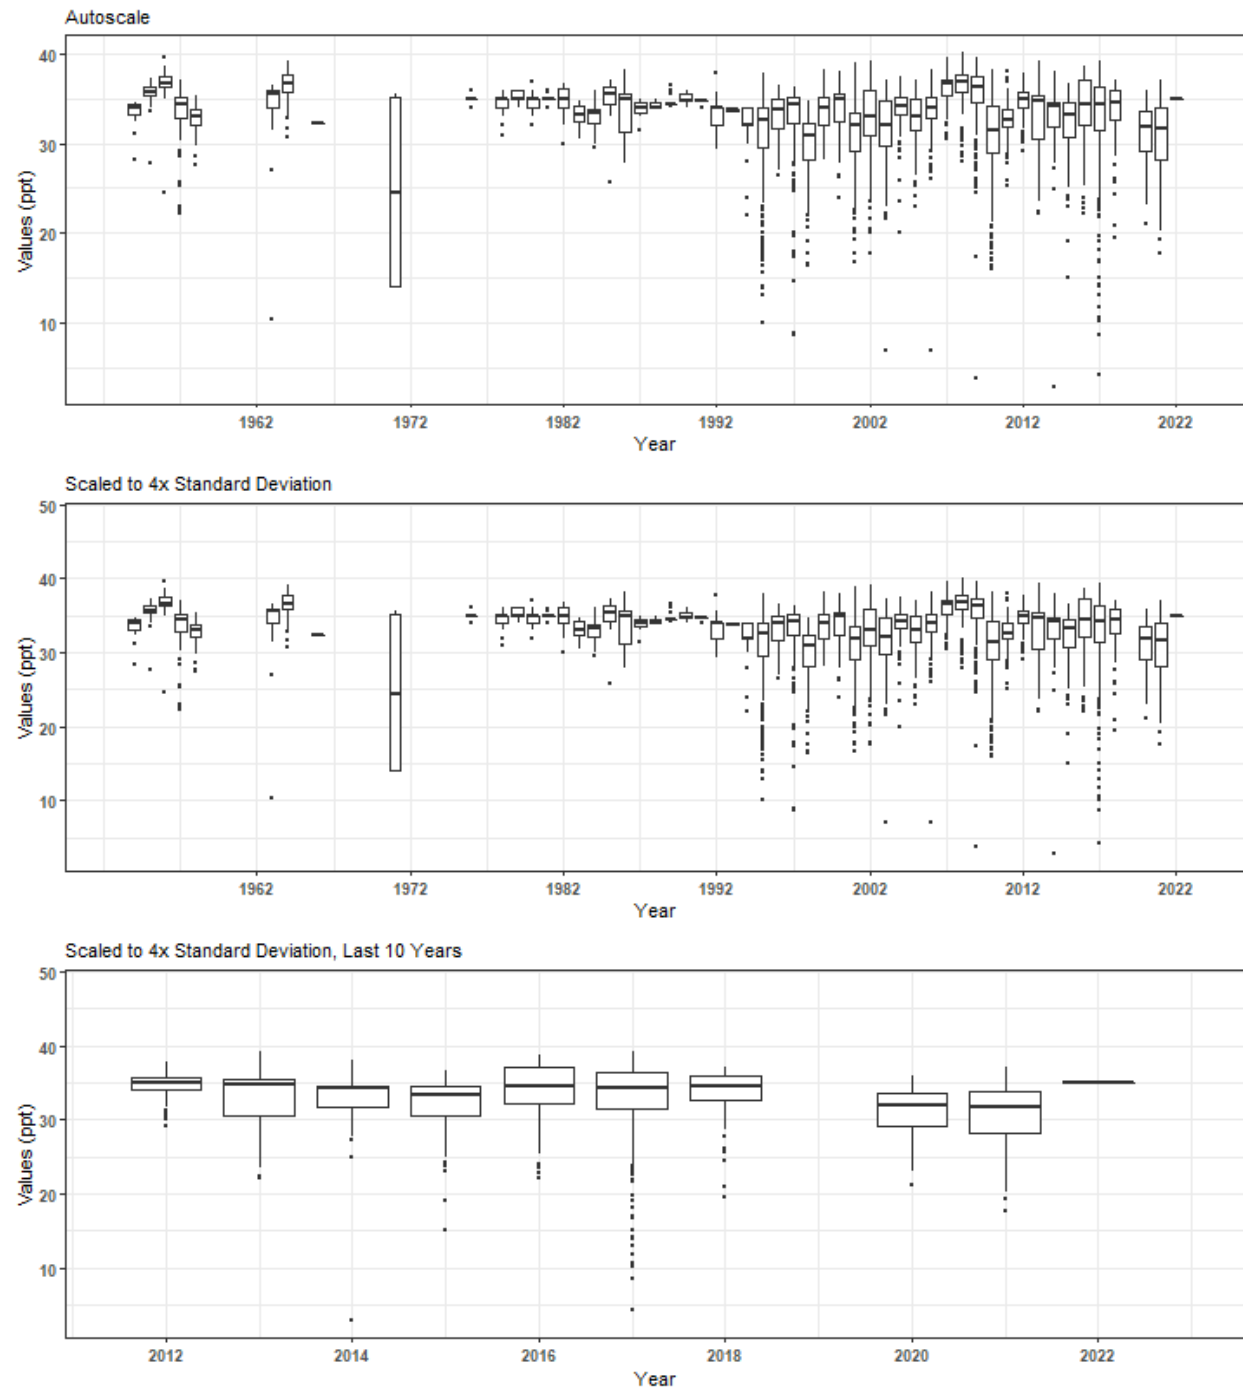 Autoscale
40
30
20
10
Values (ppt)
1962 1972 1982 1992 2002 2012 2022
Year
Scaled to 4x Standard Deviation
50
40
30
20
10
Values (ppt)
1962 1972 1982 1992 2002 2012 2022
Year
Scaled to 4x Standard Deviation, Last 10 Years
50
40
30
20
10
Values (ppt)
2012 2014 2016 2018 2020 2022
Year